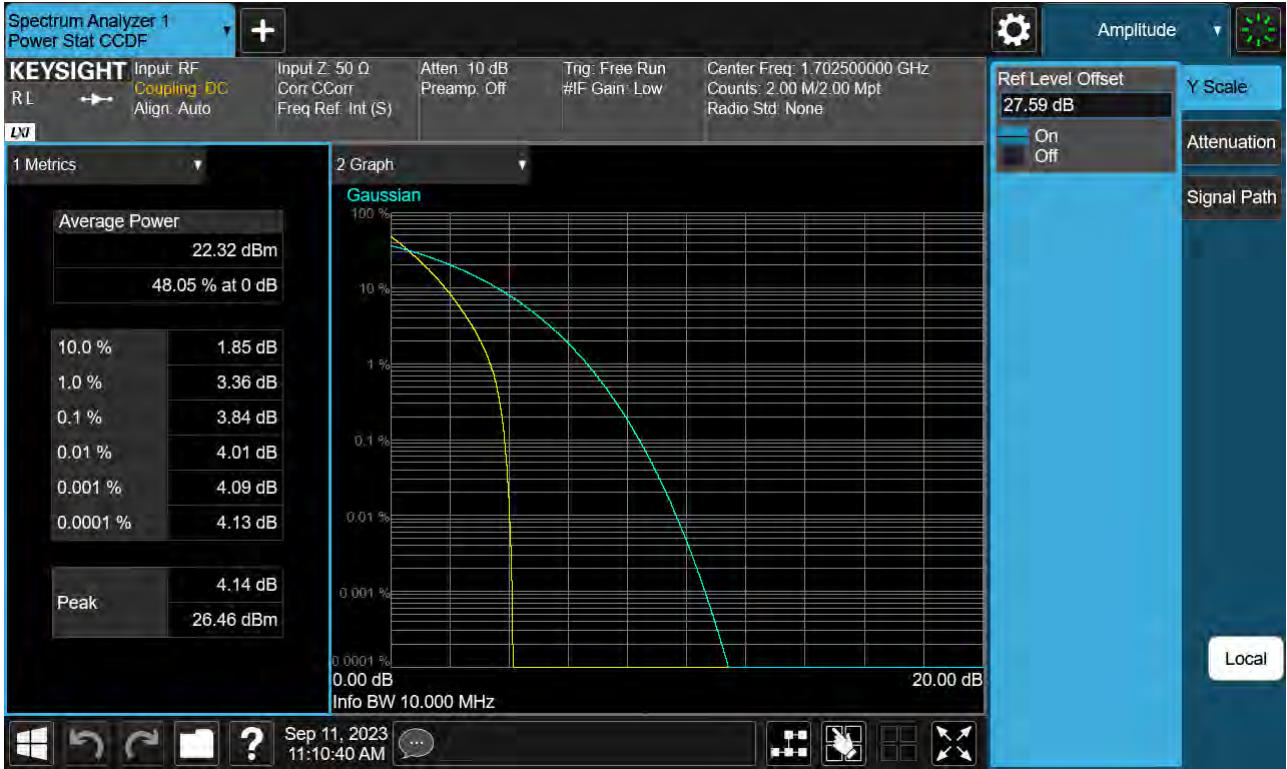 Spectrum Analyzer 1
Power Stat CCDF
Amplitude
KEYSIGHT
RL
LXI
Input: RF
Coupling: DC
Align: Auto
Input Z: 50 Ω
Corr CCorr
Freq Ref: Int (S)
Atten: 10 dB
Preamp: Off
Trig: Free Run
#IF Gain: Low
Center Freq: 1.702500000 GHz
Counts: 2.00 M/2.00 Mpt
Radio Std: None
Ref Level Offset
27.59 dB
On
Off
Y Scale
Attenuation
Signal Path
1 Metrics
Average Power
22.32 dBm
48.05 % at 0 dB
10.0 % 1.85 dB
1.0 % 3.36 dB
0.1 % 3.84 dB
0.01 % 4.01 dB
0.001 % 4.09 dB
0.0001 % 4.13 dB
Peak
4.14 dB
26.46 dBm
2 Graph
Gaussian
100 %
10 %
1 %
0.1 %
0.01 %
0.001 %
0.0001 %
0.00 dB 20.00 dB
Info BW 10.000 MHz
Local
?
Sep 11, 2023
11:10:40 AM